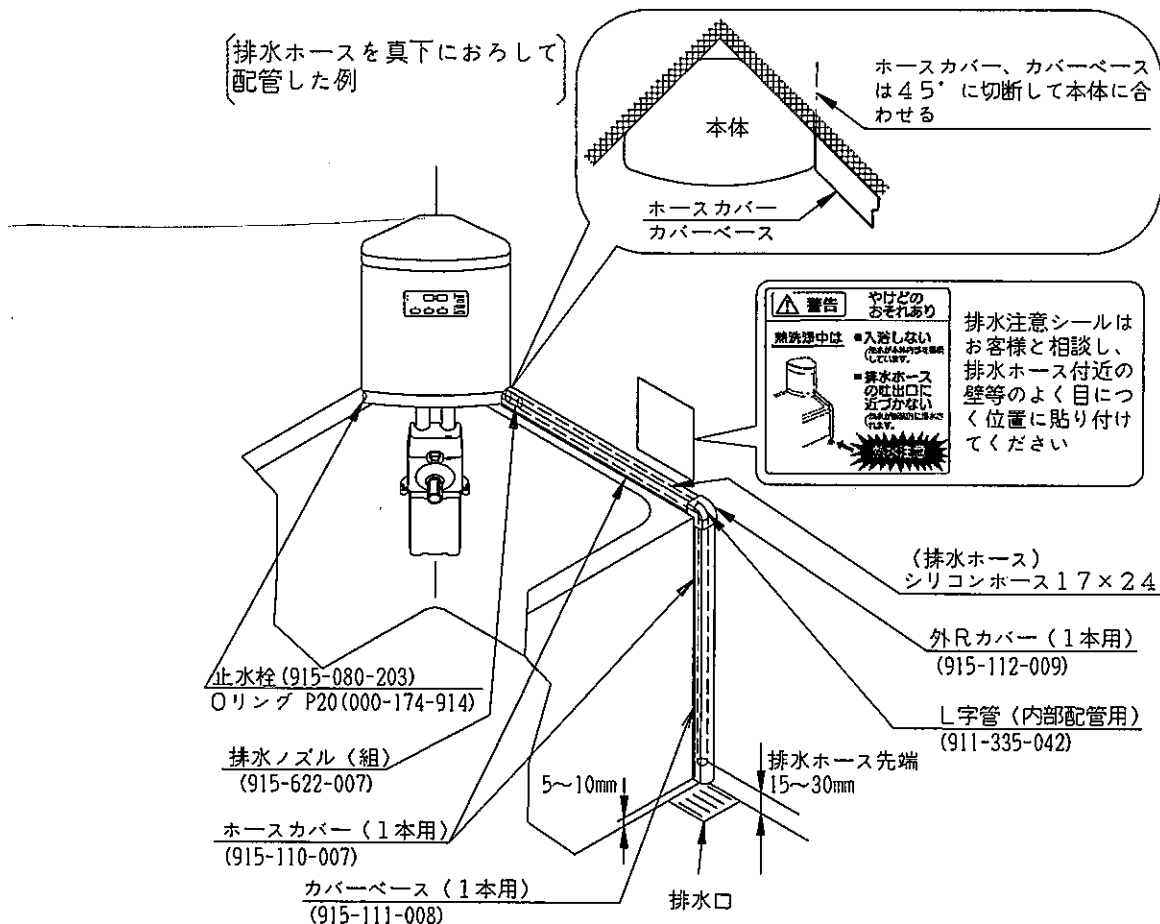 排水ホースを真下におろして
配管した例
ホースカバー、カバーベース
は45°に切断して本体に合
わせる
本体
ホースカバー
カバーベース
警告
やけどの
おそれあり
熱洗浄中は
■入浴しない
■排水ホース
の吐出口に
近づかない
排水注意シールは
お客様と相談し、
排水ホース付近の
壁等のよく目につ
く位置に貼り付け
てください
(排水ホース)
シリコンホース17×24
外Rカバー(1本用)
(915-112-009)
L字管(内部配管用)
(911-335-042)
止水栓(915-080-203)
Oリング P20(000-174-914)
排水ノズル(組)
(915-622-007)
ホースカバー(1本用)
(915-110-007)
カバーベース(1本用)
(915-111-008)
5~10mm
排水ホース先端
15~30mm
排水口